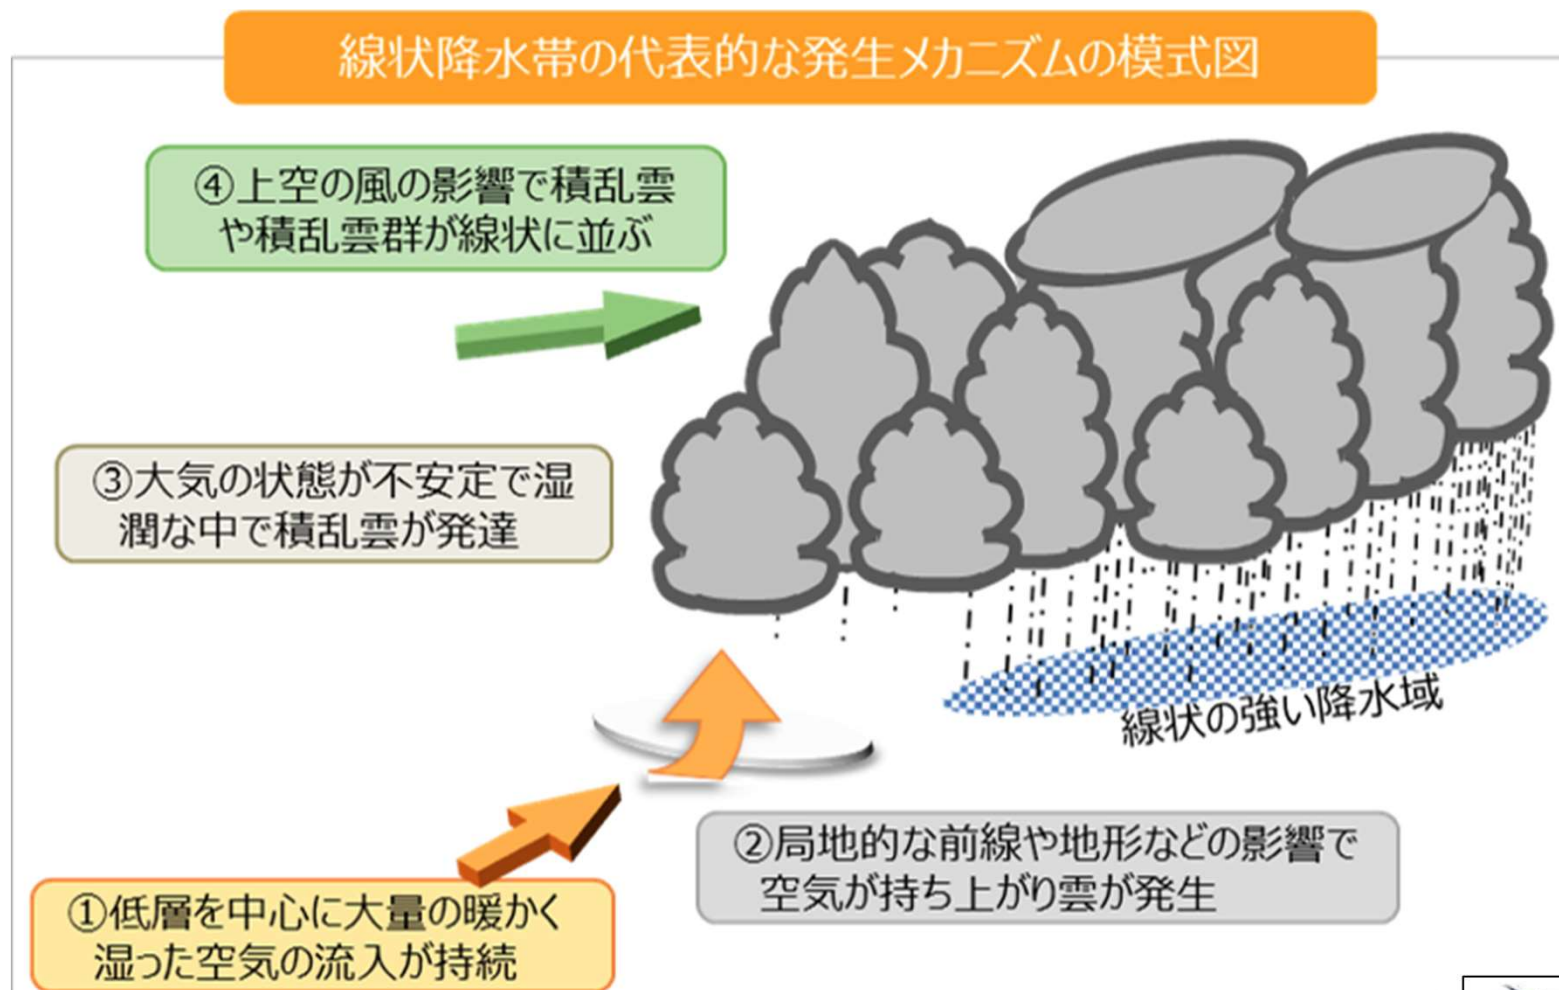 線状降水帯の代表的な発生メカニズムの模式図
④上空の風の影響で積乱雲
や積乱雲群が線状に並ぶ
③大気の状態が不安定で湿
潤な中で積乱雲が発達
線状の強い降水域
②局地的な前線や地形などの影響で
空気が持ち上がり雲が発生
①低層を中心に大量の暖かく
湿った空気の流入が持続